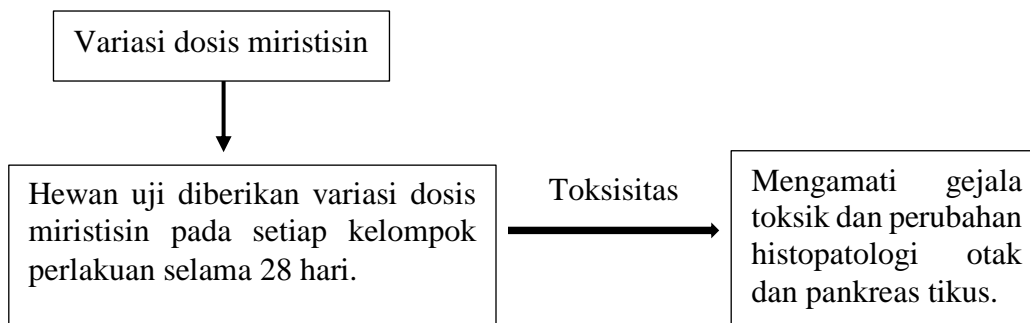 Variasi dosis miristisin
Hewan uji diberikan variasi dosis
miristisin pada setiap kelompok
perlakuan selama 28 hari.
Toksisitas
Mengamati gejala
toksik dan perubahan
histopatologi otak
dan pankreas tikus.